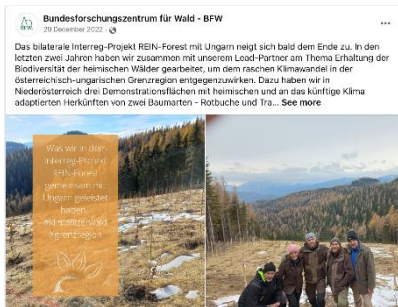 Bundesforschungszentrum für Wald - BFW
29 December 2022 ·
Das bilaterale Interreg-Projekt REIN-Forest mit Ungarn neigt sich bald dem Ende zu. In den
letzten zwei Jahren haben wir zusammen mit unserem Lead-Partner am Thema Erhaltung der
Biodiversität der heimischen Wälder gearbeitet, um dem raschen Klimawandel in der
österreichisch-ungarischen Grenzregion entgegenzuwirken. Dazu haben wir in
Niederösterreich drei Demonstrationsflächen mit heimischen und an das künftige Klima
adaptierten Herkünften von zwei Baumarten - Rotbuche und Tra... See more
Was wir in dem
Interreg-Projekt
REIN-Forest
gemeinsam mit
Ungarn geleistet
haben